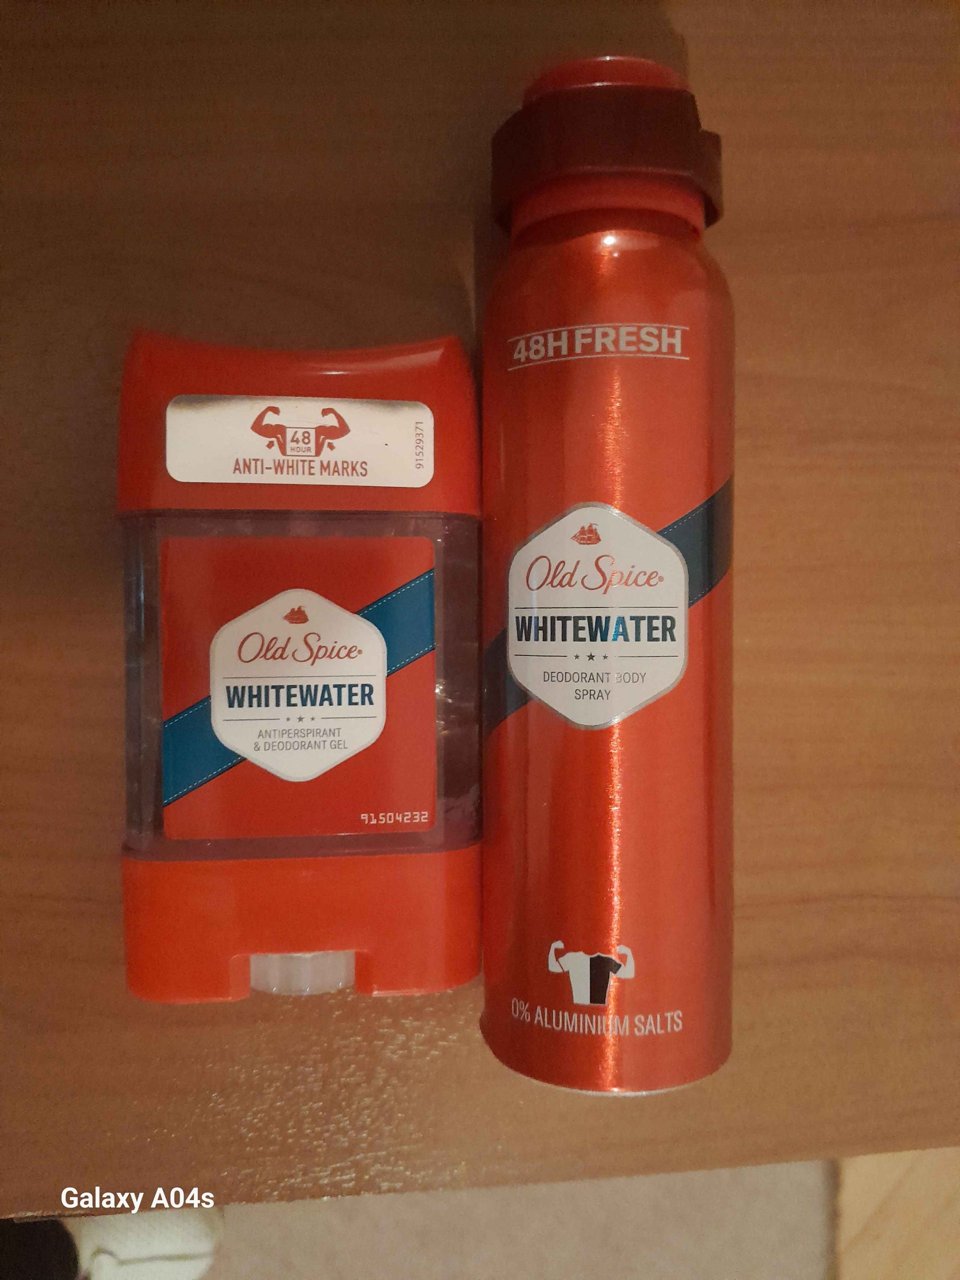 48
HOUR
ANTI-WHITE MARKS
91529371
Old Spice®
WHITEWATER
ANTIPERSPIRANT
& DEODORANT GEL
91504232
48H FRESH
Old Spice®
WHITEWATER
DEODORANT BODY
SPRAY
0% ALUMINIUM SALTS
Galaxy A04s